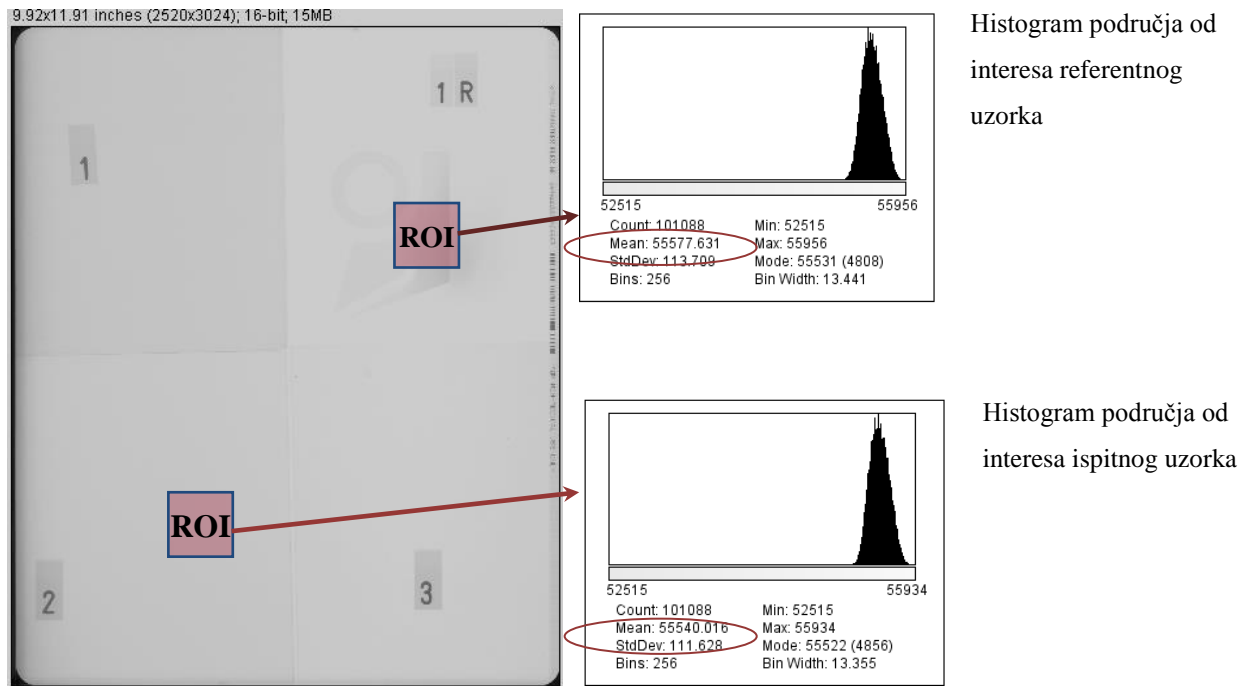 9.92x11.91 inches (2520x3024); 16-bit; 15MB
1 R
1
ROI
ROI
2
3
52515 55956
Count: 101088 Min: 52515
Mean: 55577.631 Max: 55956
StdDev: 113.709 Mode: 55531 (4808)
Bins: 256 Bin Width: 13.441
Histogram područja od
interesa referentnog
uzorka
52515 55934
Count: 101088 Min: 52515
Mean: 55540.016 Max: 55934
StdDev: 111.628 Mode: 55522 (4856)
Bins: 256 Bin Width: 13.355
Histogram područja od
interesa ispitnog uzorka